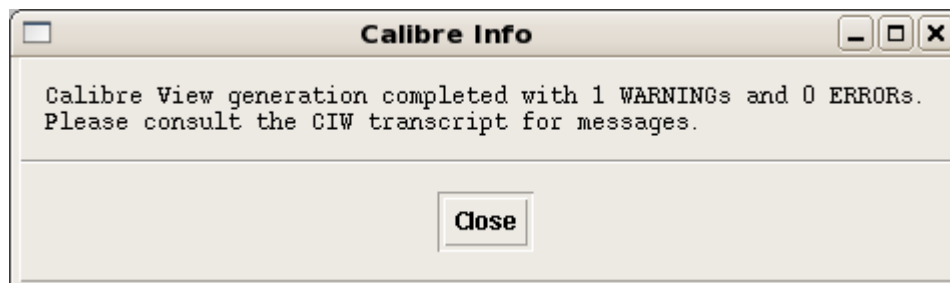 Calibre Info
Calibre View generation completed with 1 WARNINGs and 0 ERRORs.
Please consult the CIW transcript for messages.
Close